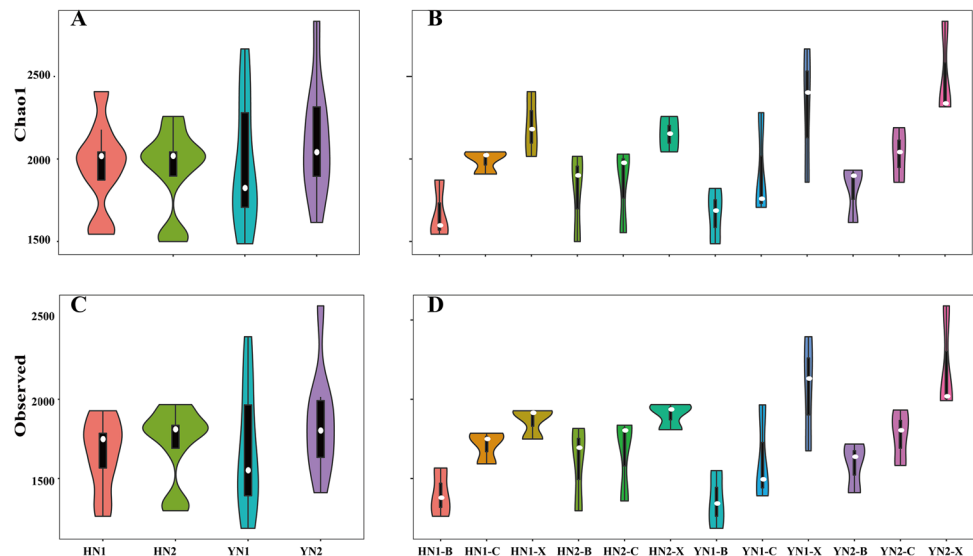 A
B
Chao1
2500
2000
1500
C
D
Observed
2500
2000
1500
HN1 HN2 YN1 YN2
HN1-B HN1-C HN1-X HN2-B HN2-C HN2-X YN1-B YN1-C YN1-X YN2-B YN2-C YN2-X